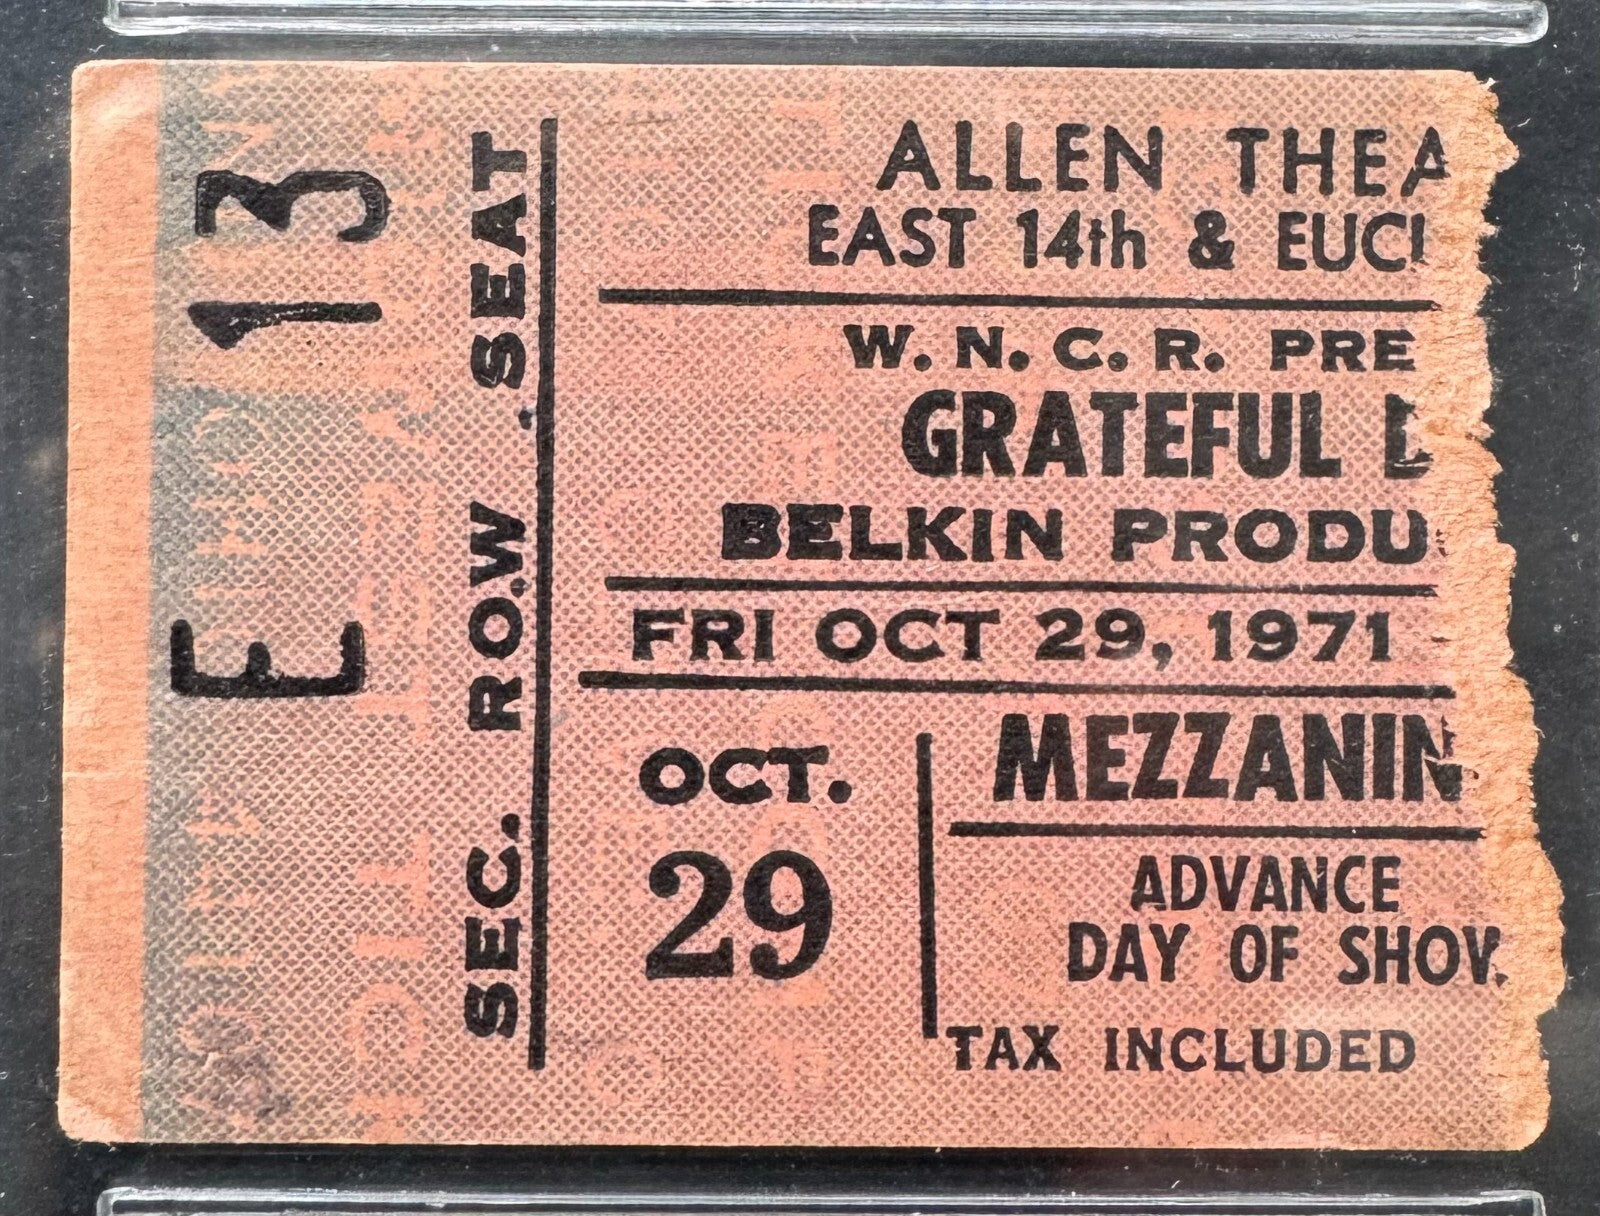 ALLEN THEA
EAST 14th & EUCL
W. N. C. R. PRE
GRATEFUL D
BELKIN PRODU
FRI OCT 29, 1971
OCT.
29
MEZZANIN
ADVANCE
DAY OF SHOW
TAX INCLUDED
SEC. ROW SEAT
E 13